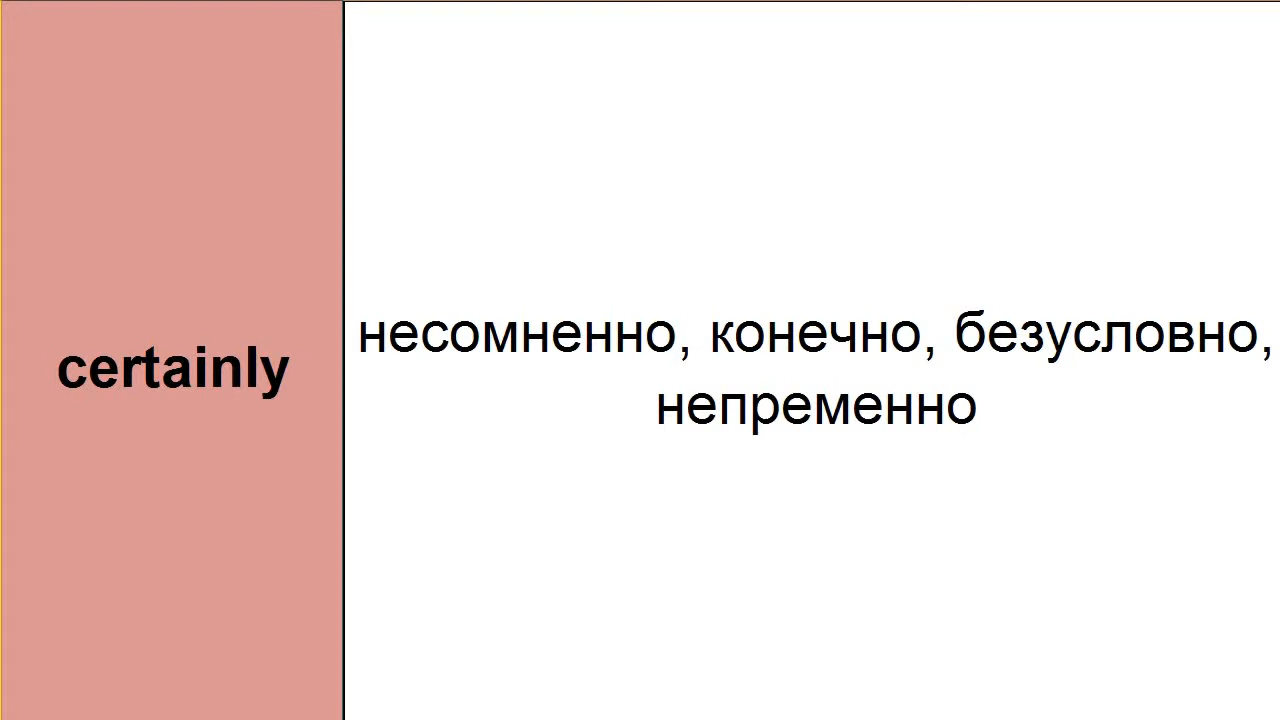 certainly
несомненно, конечно, безусловно,
непременно